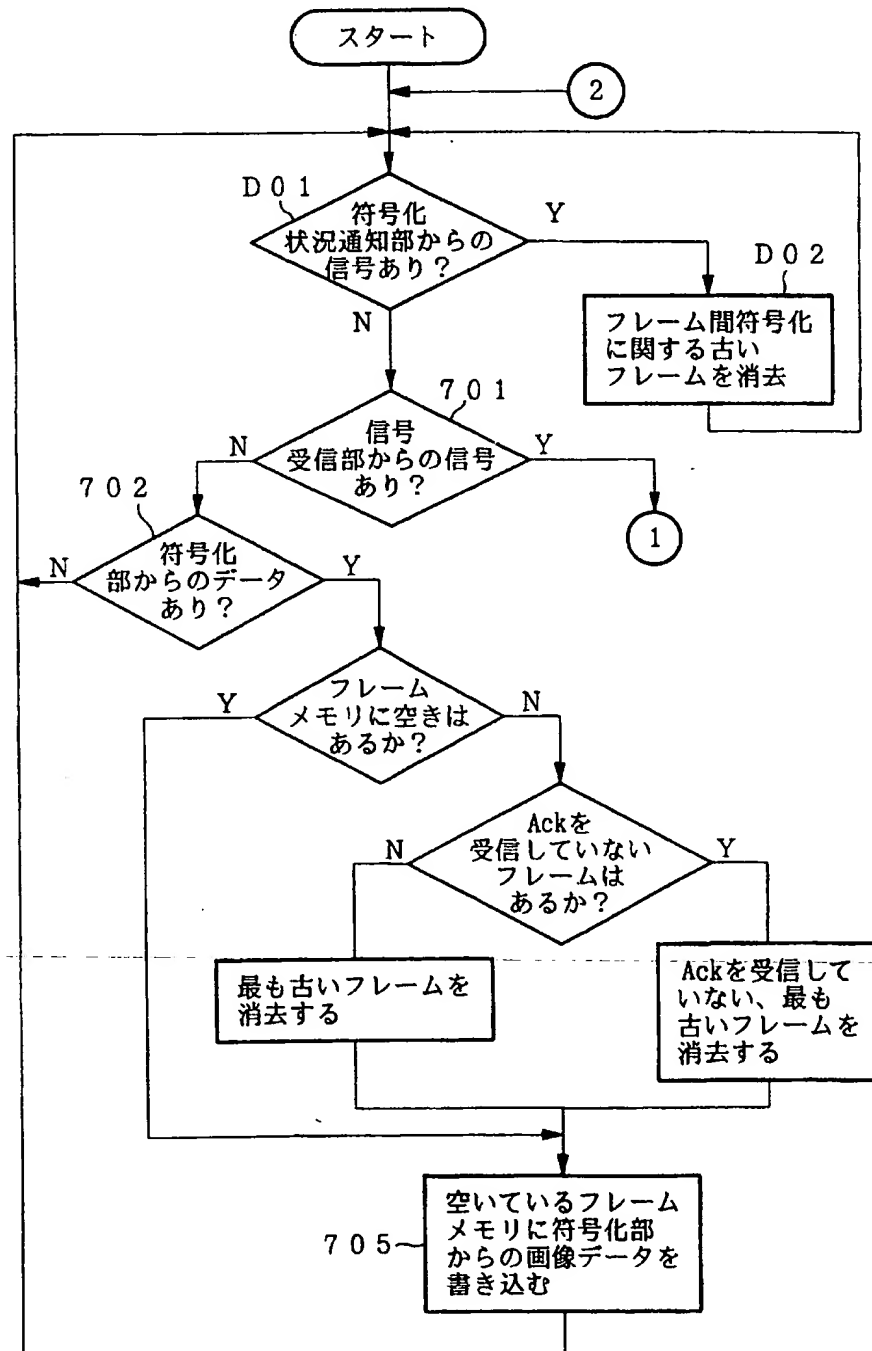 スタート
2
D01
符号化
状況通知部からの
信号あり？
Y
N
D02
フレーム間符号化
に関する古い
フレームを消去
701
信号
受信部からの信号
あり？
N
Y
1
702
符号化
部からのデータ
あり？
N
Y
フレーム
メモリに空きは
あるか？
Y
N
Ackを
受信していない
フレームは
あるか？
N
Y
最も古いフレームを
消去する
Ackを受信して
いない、最も
古いフレームを
消去する
705
空いているフレーム
メモリに符号化部
からの画像データを
書き込む